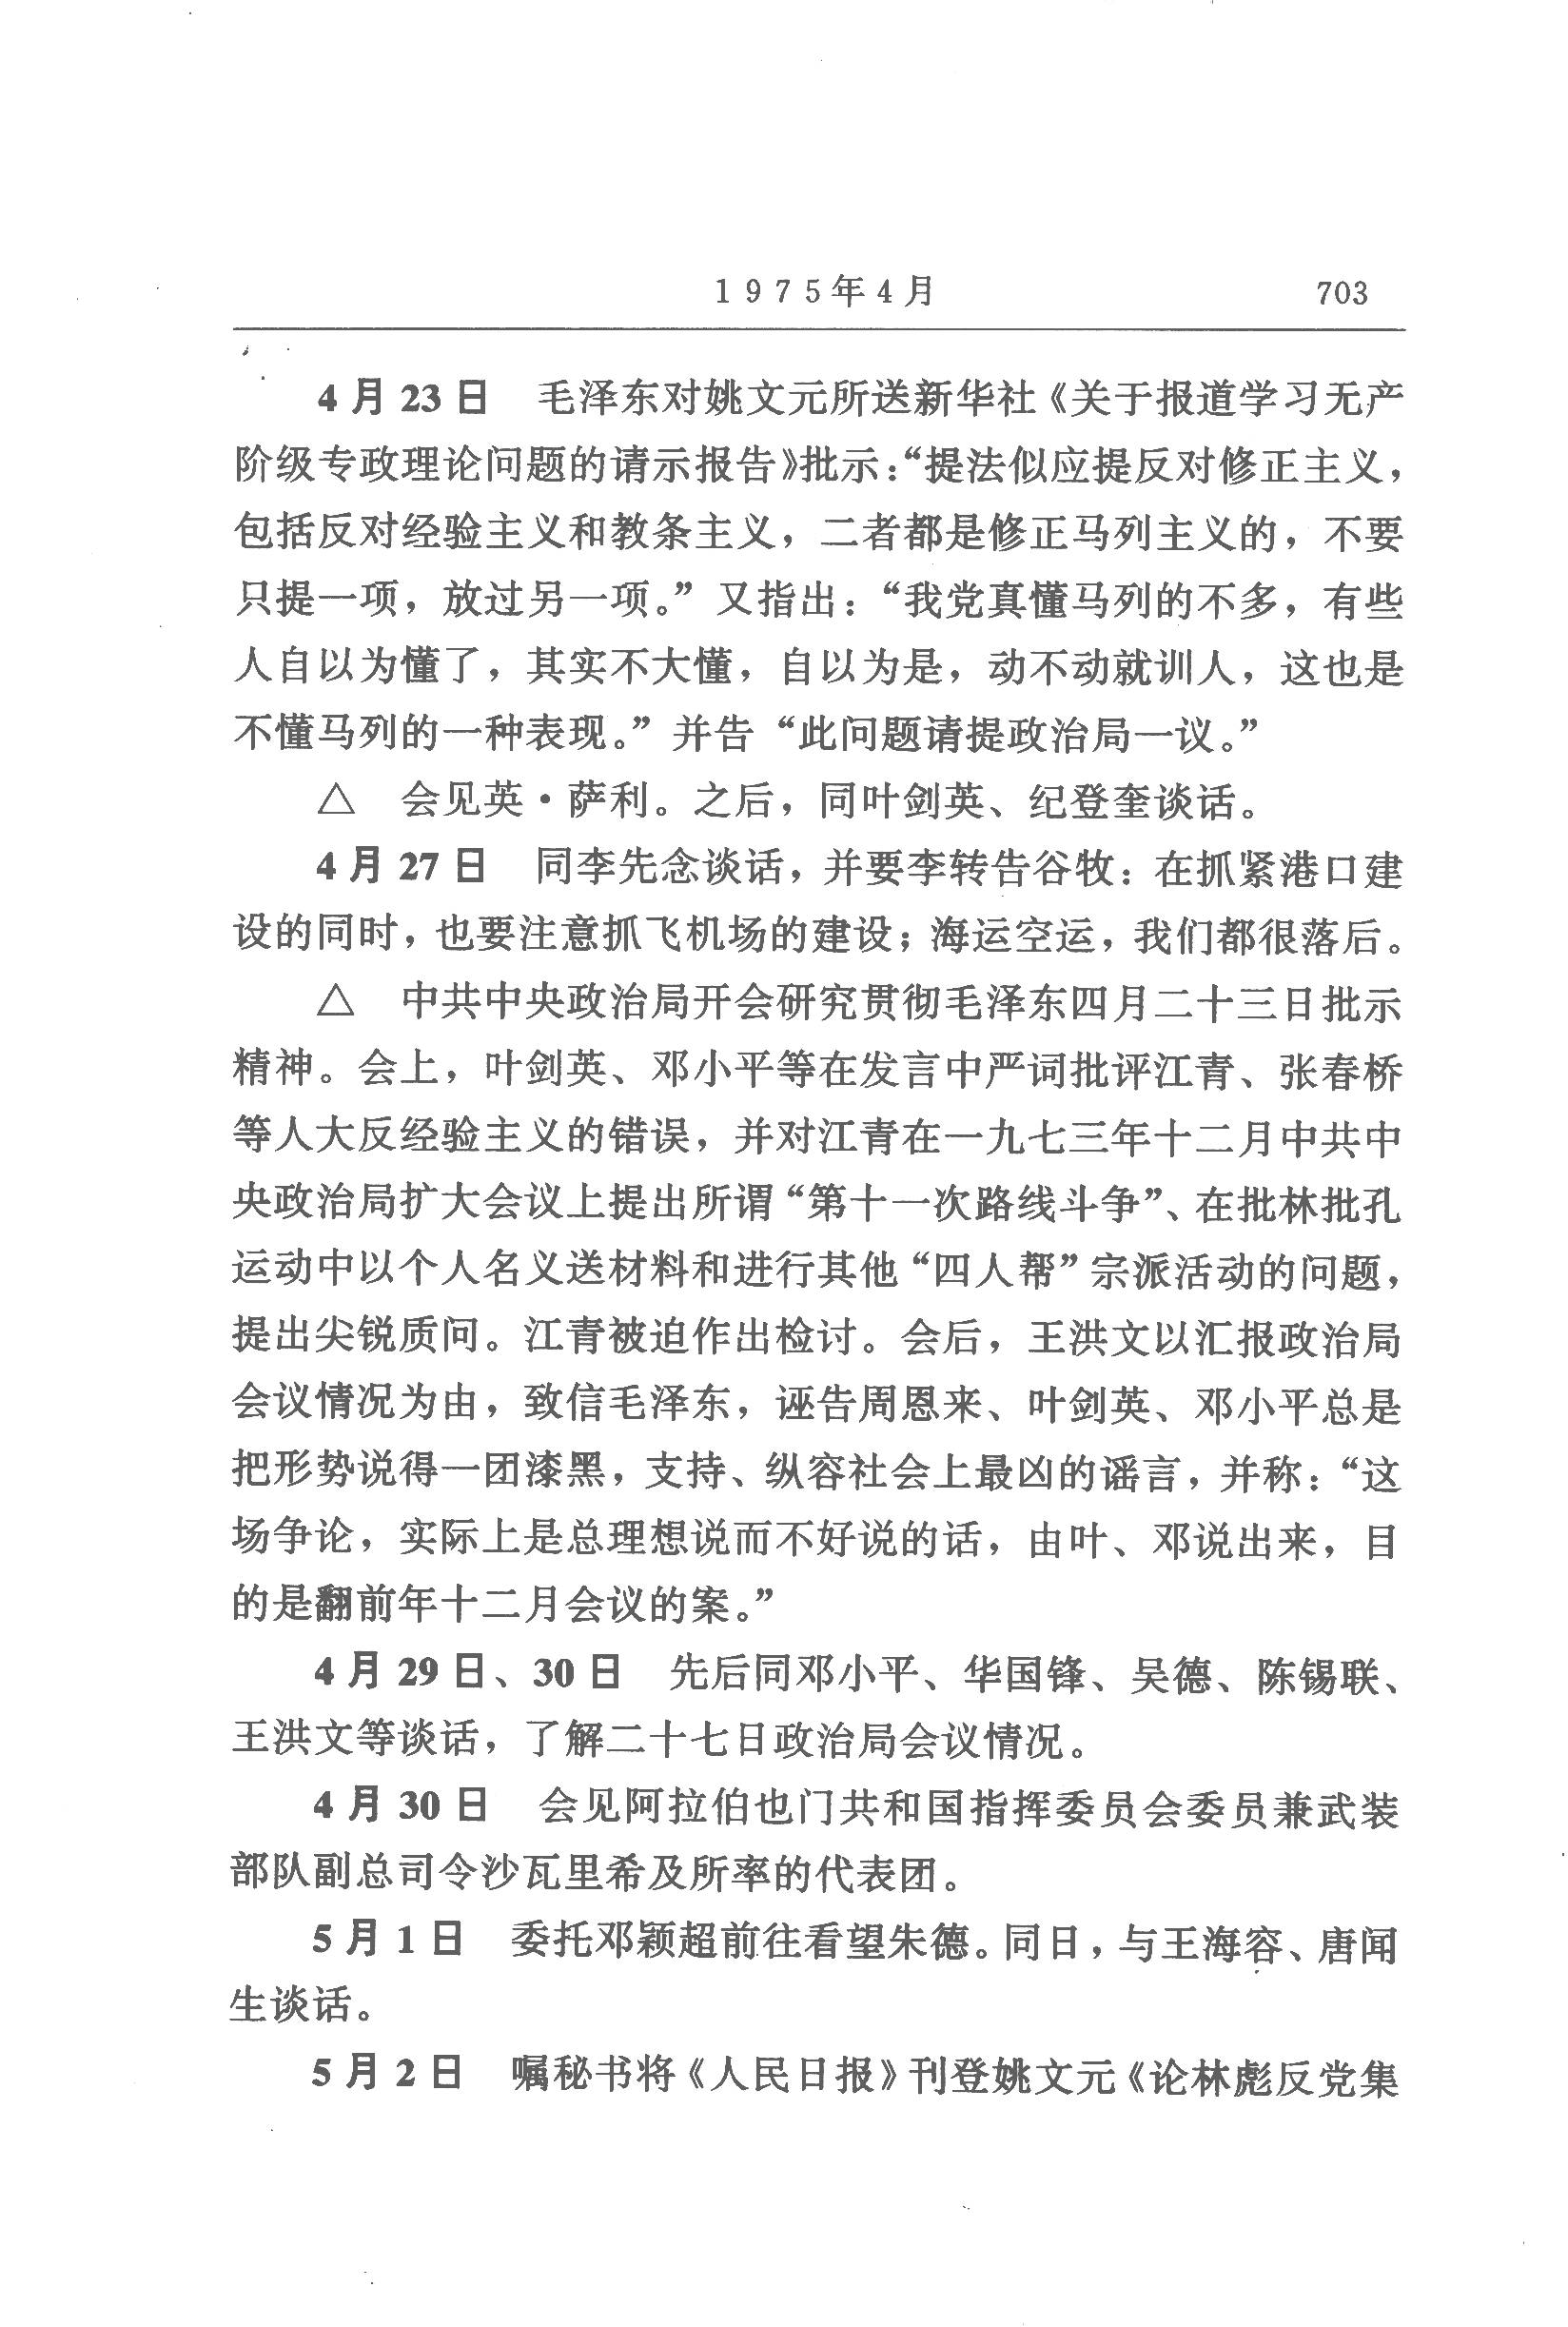 1975年4月 703
4月23日 毛泽东对姚文元所送新华社《关于报道学习无产
阶级专政理论问题的请示报告》批示：“提法似应提反对修正主义，
包括反对经验主义和教条主义，二者都是修正马列主义的，不要
只提一项，放过另一项。”又指出：“我党真懂马列的不多，有些
人自以为懂了，其实不大懂，自以为是，动不动就训人，这也是
不懂马列的一种表现。”并告“此问题请提政治局一议。”
△ 会见英·萨利。之后，同叶剑英、纪登奎谈话。
4月27日 同李先念谈话，并要李转告谷牧：在抓紧港口建
设的同时，也要注意抓飞机场的建设；海运空运，我们都很落后。
△ 中共中央政治局开会研究贯彻毛泽东四月二十三日批示
精神。会上，叶剑英、邓小平等在发言中严词批评江青、张春桥
等人大反经验主义的错误，并对江青在一九七三年十二月中共中
央政治局扩大会议上提出所谓“第十一次路线斗争”、在批林批孔
运动中以个人名义送材料和进行其他“四人帮”宗派活动的问题，
提出尖锐质问。江青被迫作出检讨。会后，王洪文以汇报政治局
会议情况为由，致信毛泽东，诬告周恩来、叶剑英、邓小平总是
把形势说得一团漆黑，支持、纵容社会上最凶的谣言，并称：“这
场争论，实际上是总理想说而不好说的话，由叶、邓说出来，目
的是翻前年十二月会议的案。”
4月29日、30日 先后同邓小平、华国锋、吴德、陈锡联、
王洪文等谈话，了解二十七日政治局会议情况。
4月30日 会见阿拉伯也门共和国指挥委员会委员兼武装
部队副总司令沙瓦里希及所率的代表团。
5月1日 委托邓颖超前往看望朱德。同日，与王海容、唐闻
生谈话。
5月2日 嘱秘书将《人民日报》刊登姚文元《论林彪反党集